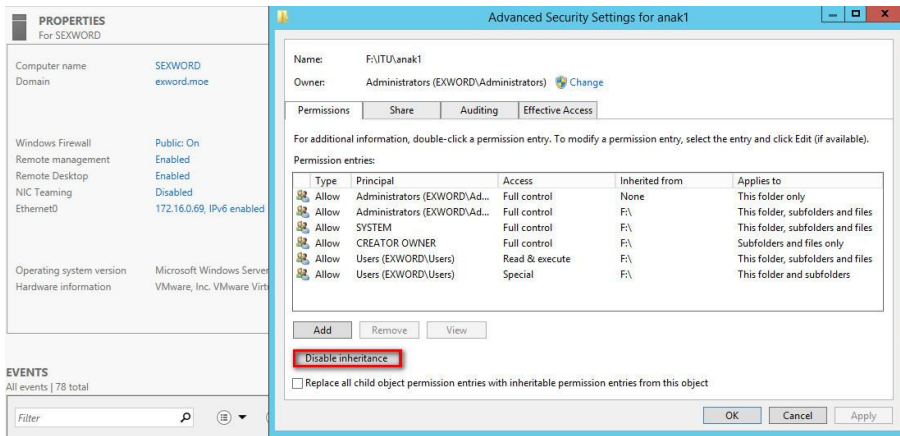 PROPERTIES
For SEXWORD
Computer name SEXWORD
Domain exword.moe
Windows Firewall Public: On
Remote management Enabled
Remote Desktop Enabled
NIC Teaming Disabled
Ethernet0 172.16.0.69, IPv6 enabled
Operating system version Microsoft Windows Server
Hardware information VMware, Inc. VMware
EVENTS
All events | 78 total
Filter
Advanced Security Settings for anak1
Name: F:\ITU\anak1
Owner: Administrators (EXWORD\Administrators) Change
Permissions Share Auditing Effective Access
For additional information, double-click a permission entry. To modify a permission entry, select the entry and click Edit (if available).
Permission entries:
Type Principal Access Inherited from Applies to
Allow Administrators (EXWORD\Ad... Full control None This folder only
Allow Administrators (EXWORD\Ad... Full control F:\ This folder, subfolders and files
Allow SYSTEM Full control F:\ This folder, subfolders and files
Allow CREATOR OWNER Full control F:\ Subfolders and files only
Allow Users (EXWORD\Users) Read & execute F:\ This folder, subfolders and files
Allow Users (EXWORD\Users) Special F:\ This folder and subfolders
Add Remove View
Disable inheritance
Replace all child object permission entries with inheritable permission entries from this object
OK Cancel Apply